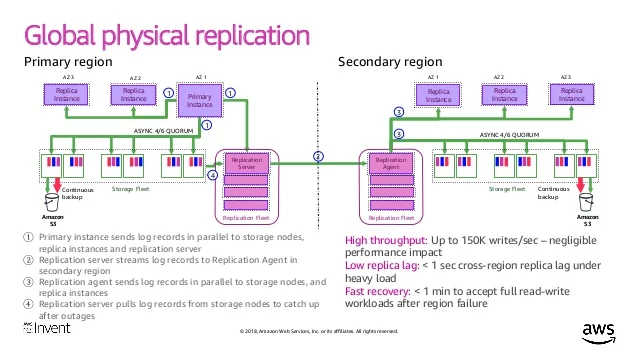 Global physical replication
Primary region
Secondary region
AZ 3
AZ 2
AZ 1
AZ 1
AZ 2
AZ3
Replica
Instance
Replica
Instance
Primary
Instance
Replica
Instance
Replica
Instance
Replica
Instance
1
1
1
3
3
2
4
ASYNC 4/6 QUORUM
ASYNC 4/6 QUORUM
Replication
Server
Replication
Agent
Continuous
backup
Storage Fleet
Replication Fleet
Replication Fleet
Storage Fleet
Continuous
backup
Amazon
S3
Amazon
S3
① Primary instance sends log records in parallel to storage nodes,
replica instances and replication server
② Replication server streams log records to Replication Agent in
secondary region
③ Replication agent sends log records in parallel to storage nodes, and
replica instances
④ Replication server pulls log records from storage nodes to catch up
after outages
High throughput: Up to 150K writes/sec – negligible
performance impact
Low replica lag: < 1 sec cross-region replica lag under
heavy load
Fast recovery: < 1 min to accept full read-write
workloads after region failure
AWS
re:Invent
© 2018, Amazon Web Services, Inc. or its affiliates. All rights reserved.
aws